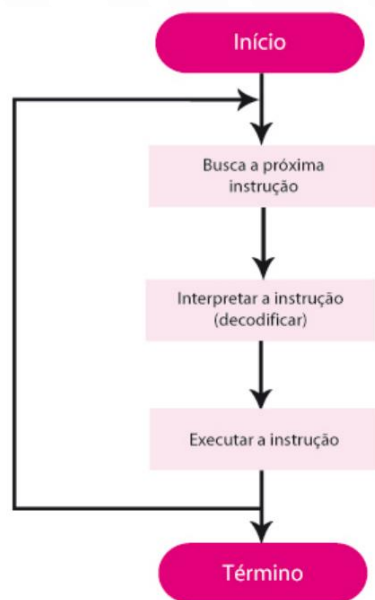 Início
Busca a próxima
instrução
Interpretar a instrução
(decodificar)
Executar a instrução
Término